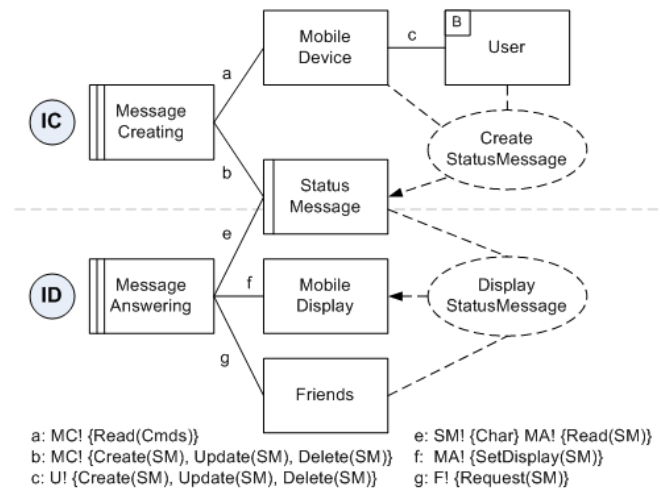 Mobile
Device
c
B
User
a
IC
Message
Creating
Create
StatusMessage
b
Status
Message
e
ID
Message
Answering
f
Mobile
Display
Display
StatusMessage
g
Friends
a: MC! {Read(Cmds)}
b: MC! {Create(SM), Update(SM), Delete(SM)}
c: U! {Create(SM), Update(SM), Delete(SM)}
e: SM! {Char} MA! {Read(SM)}
f: MA! {SetDisplay(SM)}
g: F! {Request(SM)}